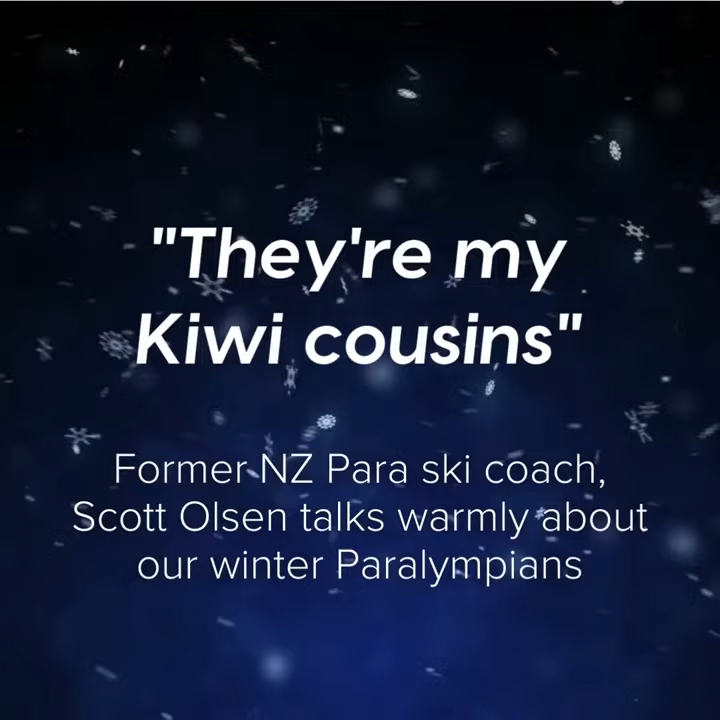 "They're my
Kiwi cousins"
Former NZ Para ski coach,
Scott Olsen talks warmly about
our winter Paralympians